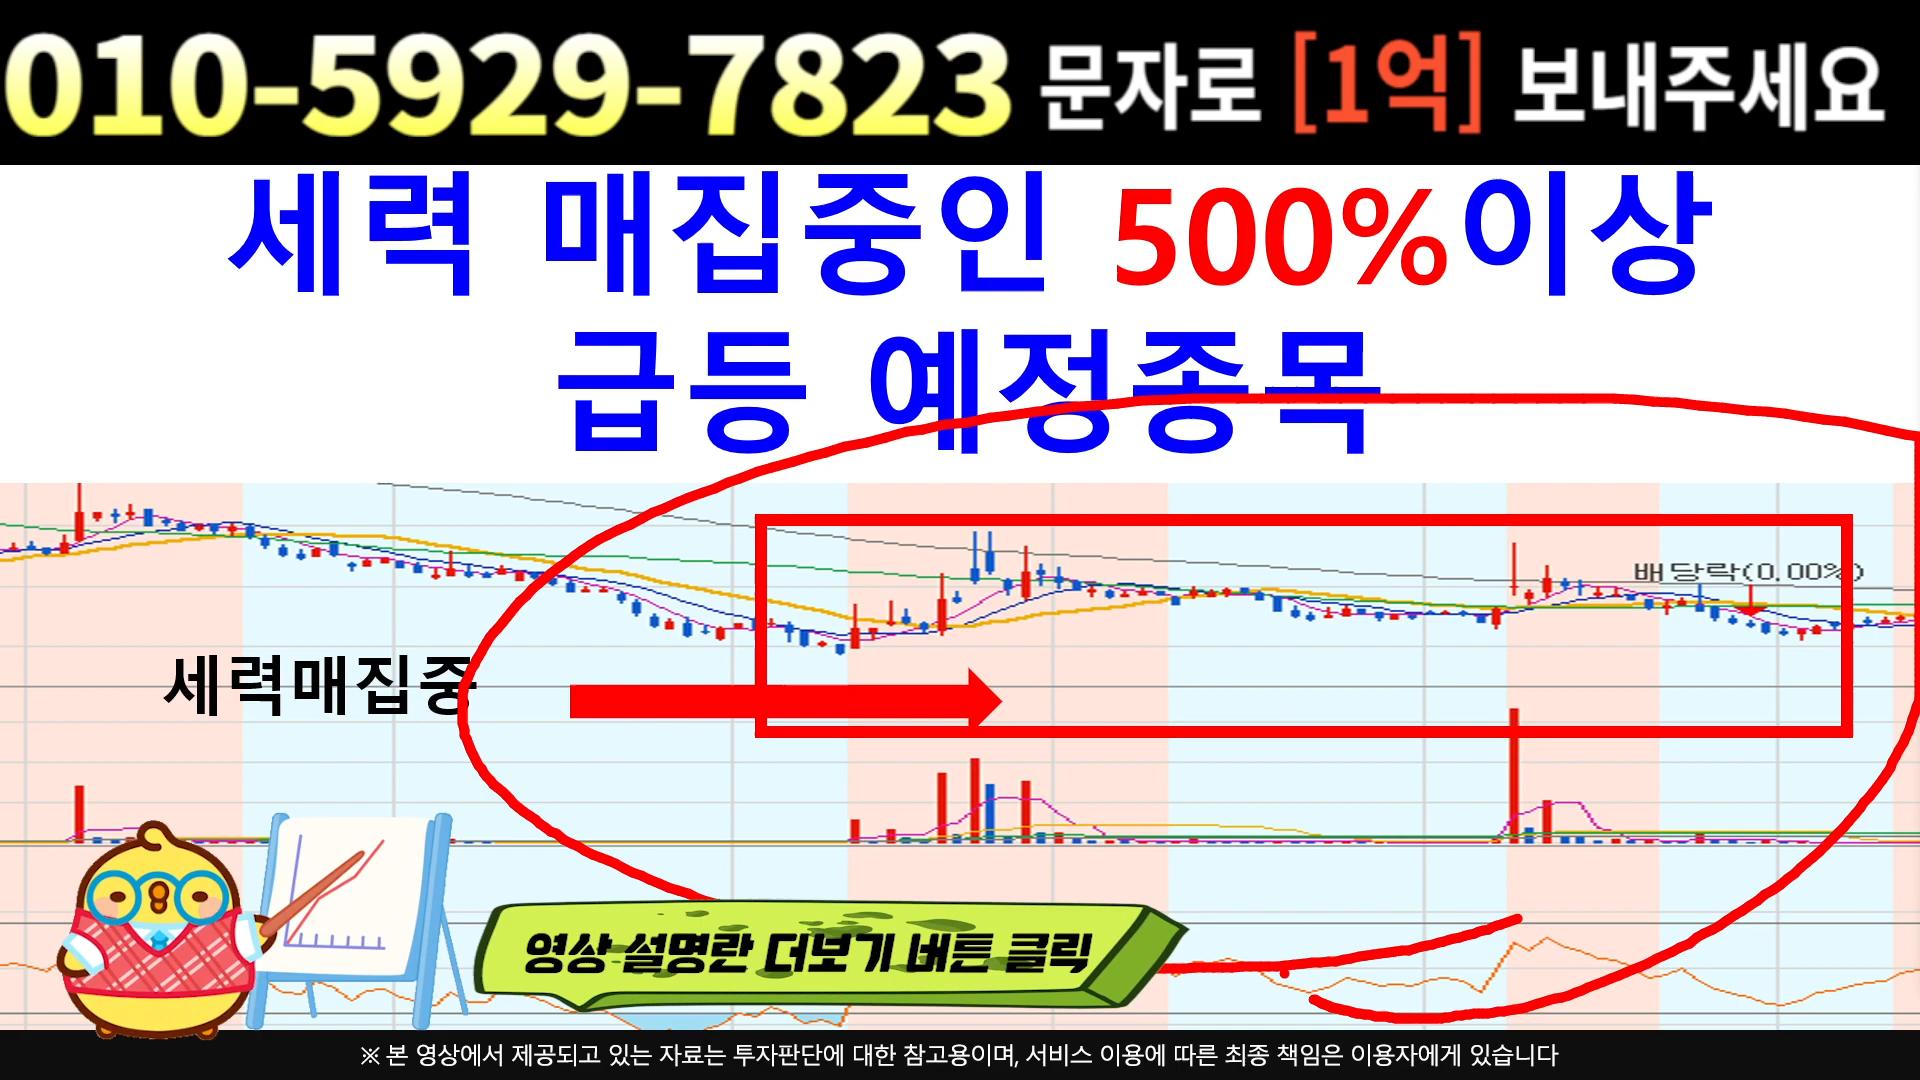 010-5929-7823 문자로 [1억] 보내주세요
세력 매집중인 500%이상
급등 예정종목
배당락(0.00%)
세력매집중
영상 설명란 더보기 버튼 클릭
※ 본 영상에서 제공되고 있는 자료는 투자판단에 대한 참고용이며, 서비스 이용에 따른 최종 책임은 이용자에게 있습니다